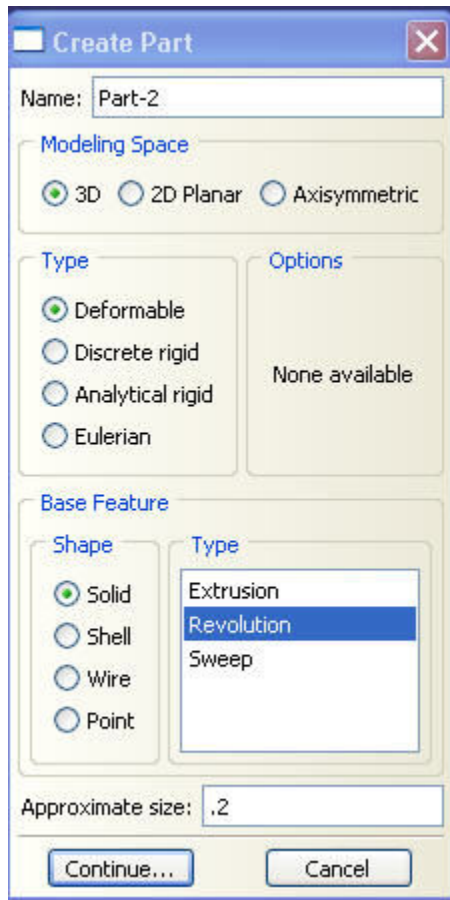 Create Part
Name: Part-2
Modeling Space
3D 2D Planar Axisymmetric
Type
Deformable
Discrete rigid
Analytical rigid
Eulerian
Options
None available
Base Feature
Shape
Solid
Shell
Wire
Point
Type
Extrusion
Revolution
Sweep
Approximate size: .2
Continue... Cancel